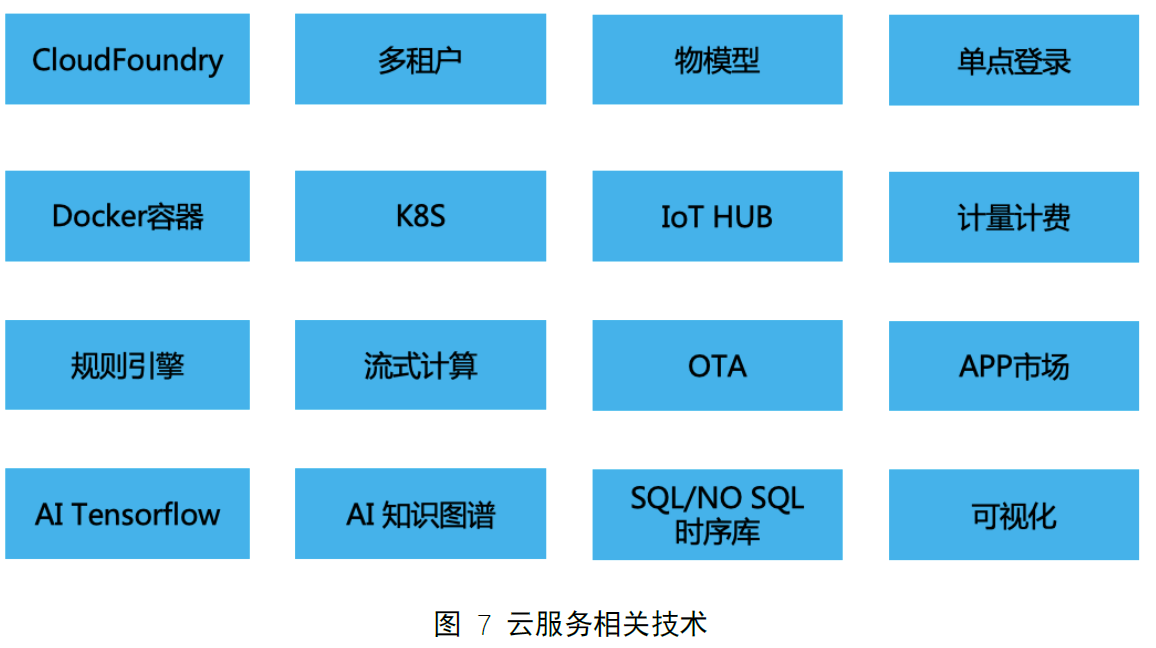 CloudFoundry
多租户
物模型
单点登录
Docker容器
K8S
IoT HUB
计量计费
规则引擎
流式计算
OTA
APP市场
AI Tensorflow
AI 知识图谱
SQL/NO SQL
时序库
可视化
图 7 云服务相关技术